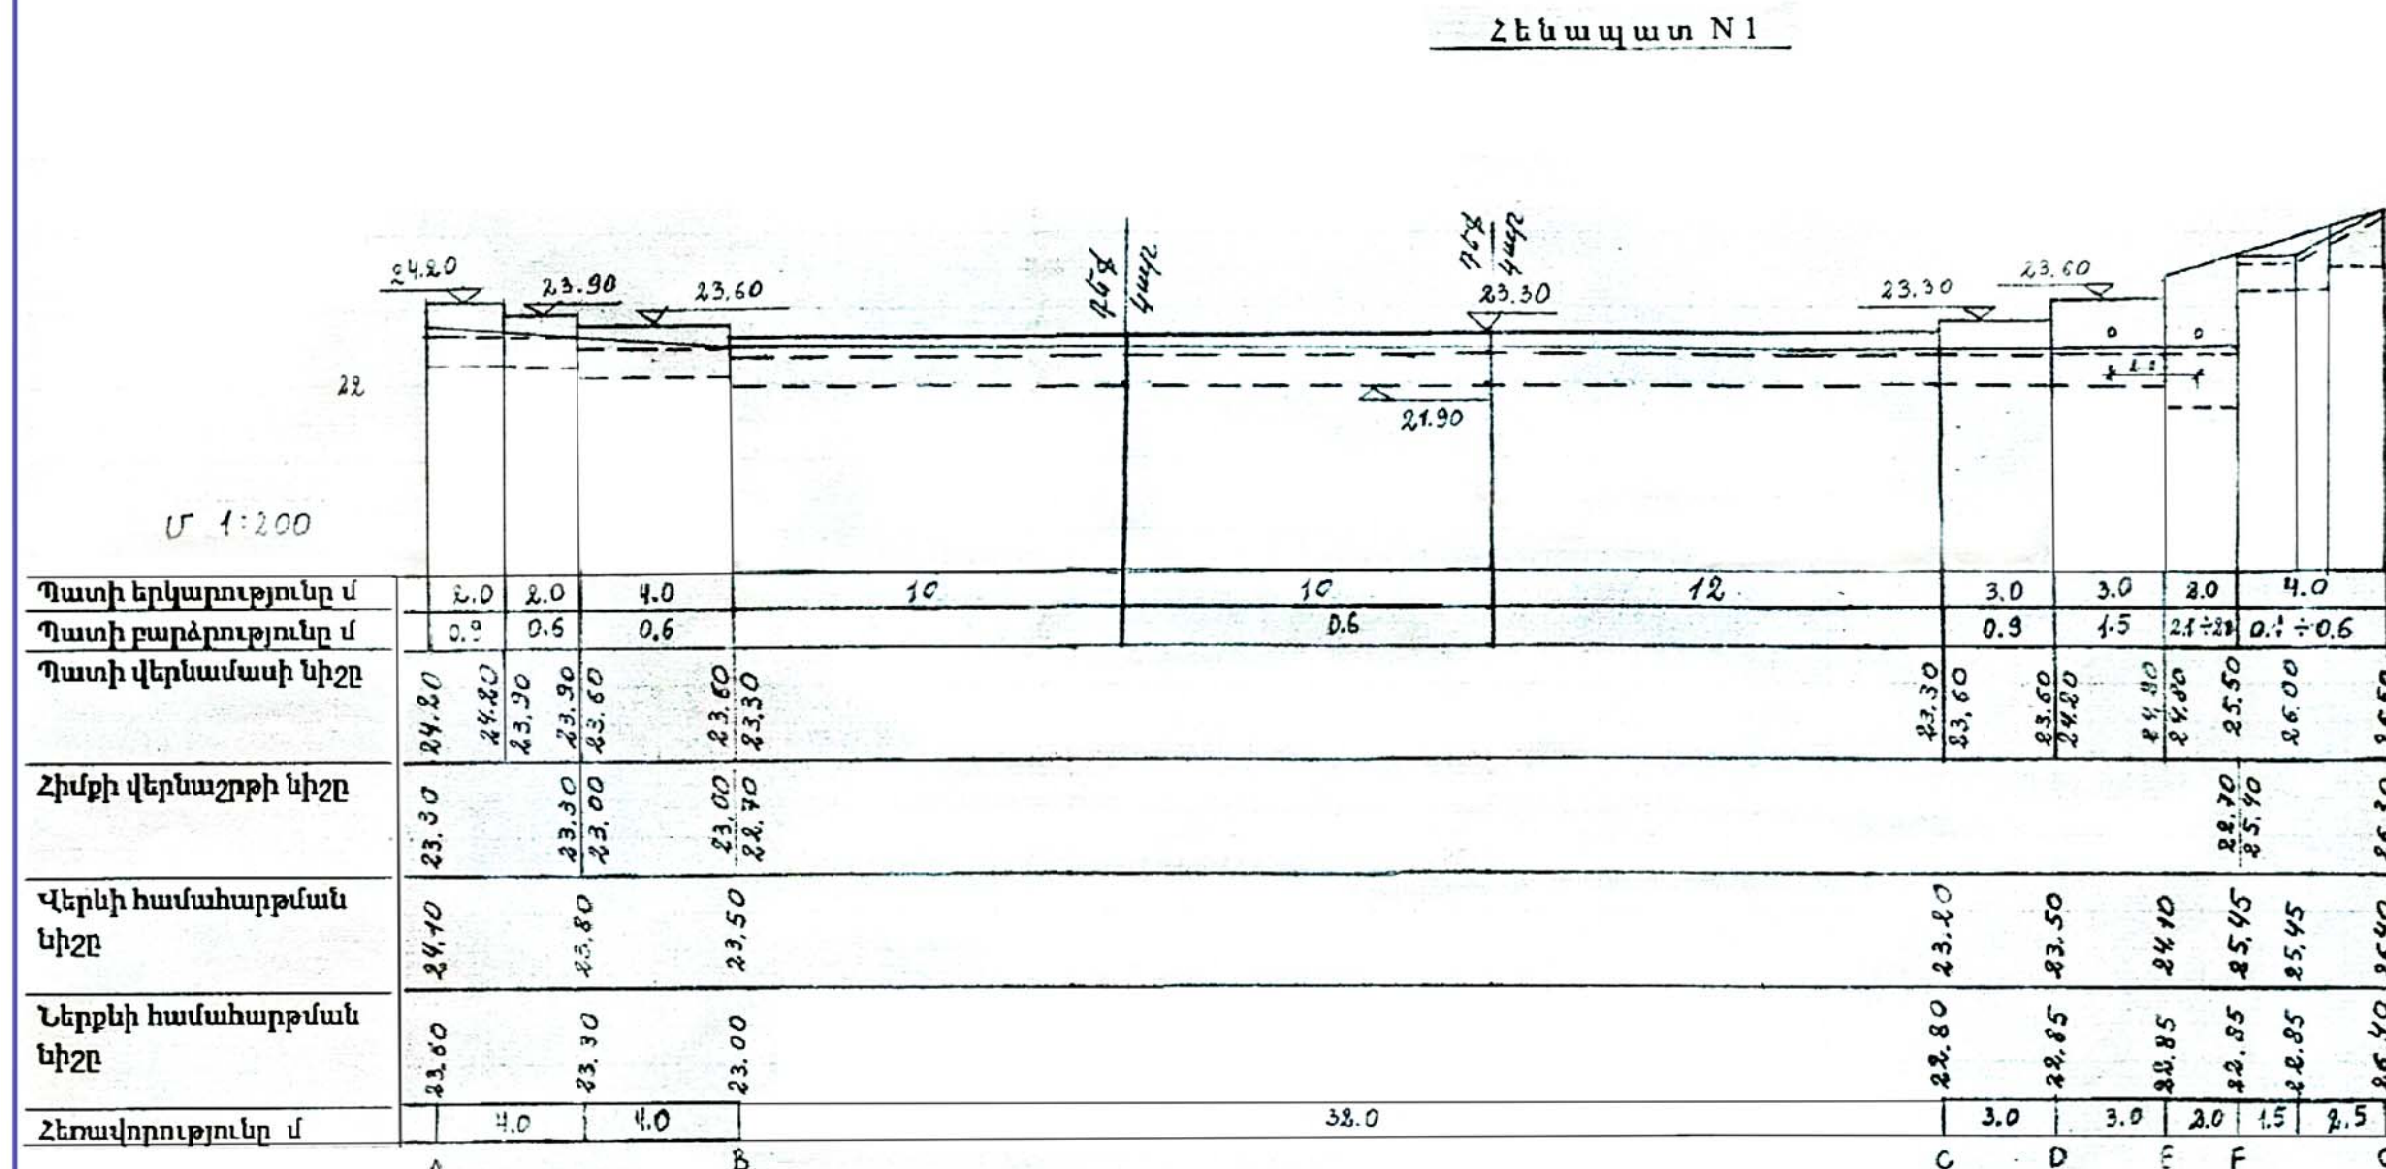 Հենապատ N 1
դեֆ կար
դեֆ կար
24.20
23.90
23.60
23.30
23.30
23.60
22
21.90
Մ 1:200
Պատի երկարությունը մ 2.0 2.0 4.0 10 10 12 3.0 3.0 2.0 4.0
Պատի բարձրությունը մ 0.9 0.6 0.6 0.6 0.9 1.5
Պատի վերնամասի նիշը 24.20 24.20 23.90 23.90 23.60 23.60 23.30 23.30 23.60 23.60 24.20 24.80 24.80 25.50 26.00
Հիմքի վերնաշրթի նիշը 23.30 23.30 23.00 23.00 22.70 22.70 25.40
Վերևի համահարթման 24.10 23.80 23.50 23.20 23.50 24.10 25.45 25.45
նիշը
Ներքևի համահարթման 23.60 23.30 23.00 22.80 22.85 22.85 22.85 22.85
նիշը
Հեռավորությունը մ 4.0 4.0 32.0 3.0 3.0 2.0 1.5 2.5
B C D E F